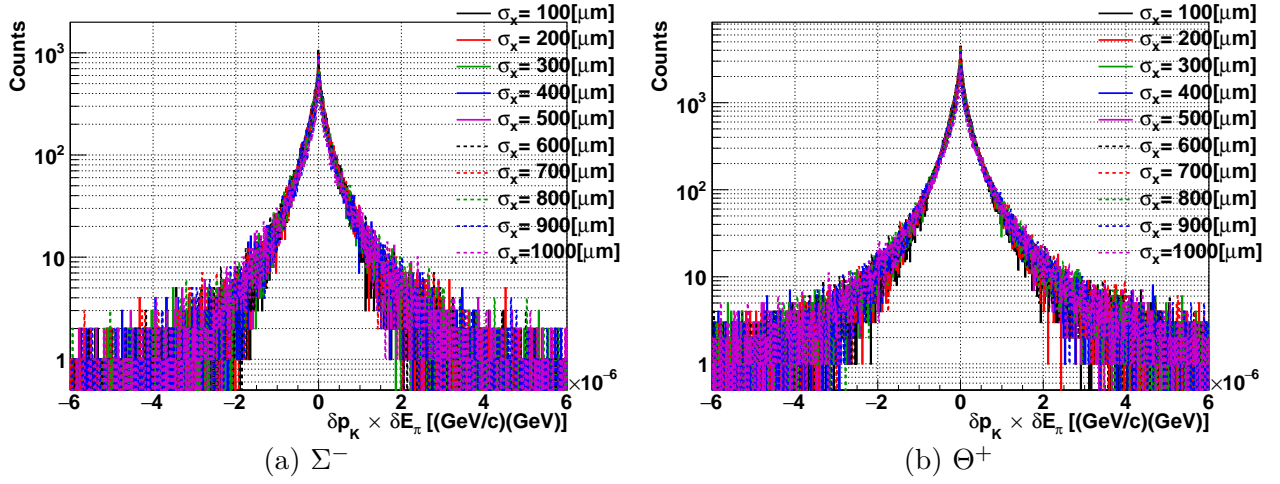 σx= 100[μm]
σx= 200[μm]
σx= 300[μm]
σx= 400[μm]
σx= 500[μm]
σx= 600[μm]
σx= 700[μm]
σx= 800[μm]
σx= 900[μm]
σx=1000[μm]
Counts
10³
10²
10
1
−6 −4 −2 0 2 4 6
×10⁻⁶
δp_K × δE_π [(GeV/c)(GeV)]
(a) Σ⁻
σx= 100[μm]
σx= 200[μm]
σx= 300[μm]
σx= 400[μm]
σx= 500[μm]
σx= 600[μm]
σx= 700[μm]
σx= 800[μm]
σx= 900[μm]
σx=1000[μm]
Counts
10³
10²
10
1
−6 −4 −2 0 2 4 6
×10⁻⁶
δp_K × δE_π [(GeV/c)(GeV)]
(b) Θ⁺